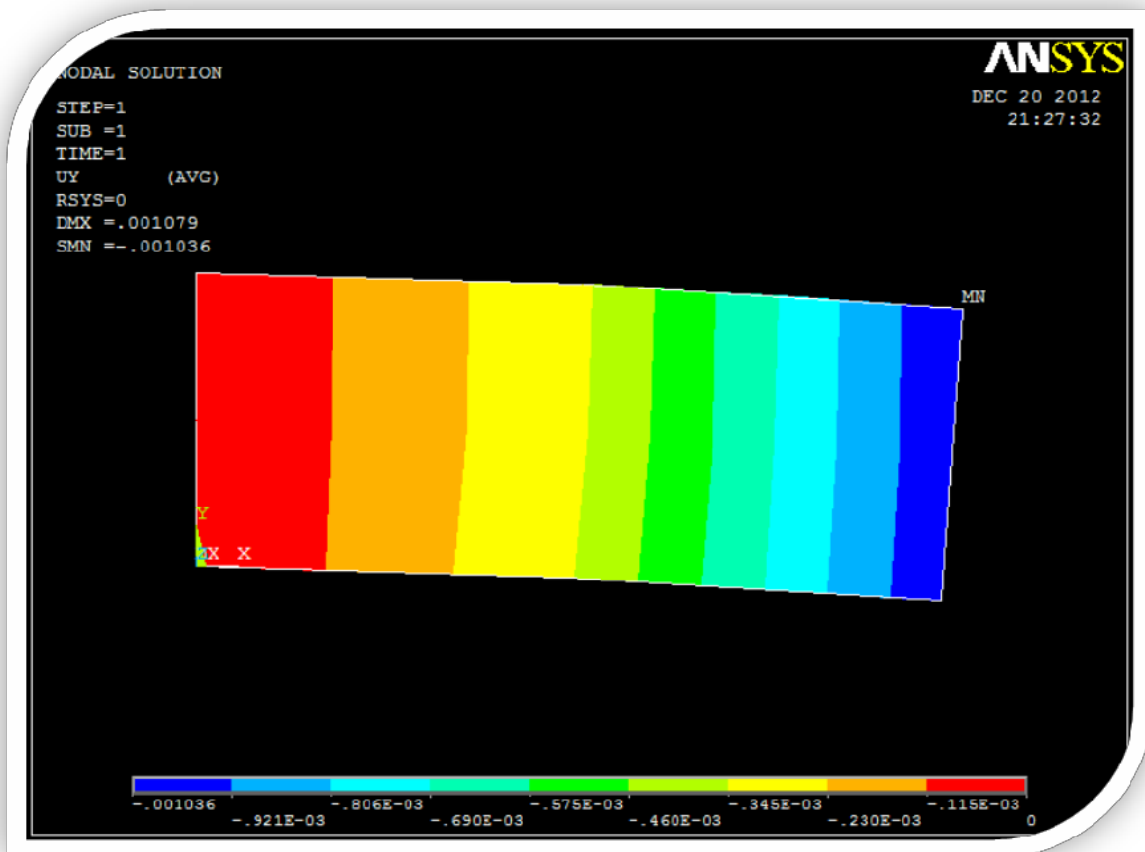 NODAL SOLUTION
STEP=1
SUB =1
TIME=1
UY (AVG)
RSYS=0
DMX =.001079
SMN =-.001036
ANSYS
DEC 20 2012
21:27:32
MN
Y
X X
-.001036 -.806E-03 -.575E-03 -.345E-03 -.115E-03
-.921E-03 -.690E-03 -.460E-03 -.230E-03 0